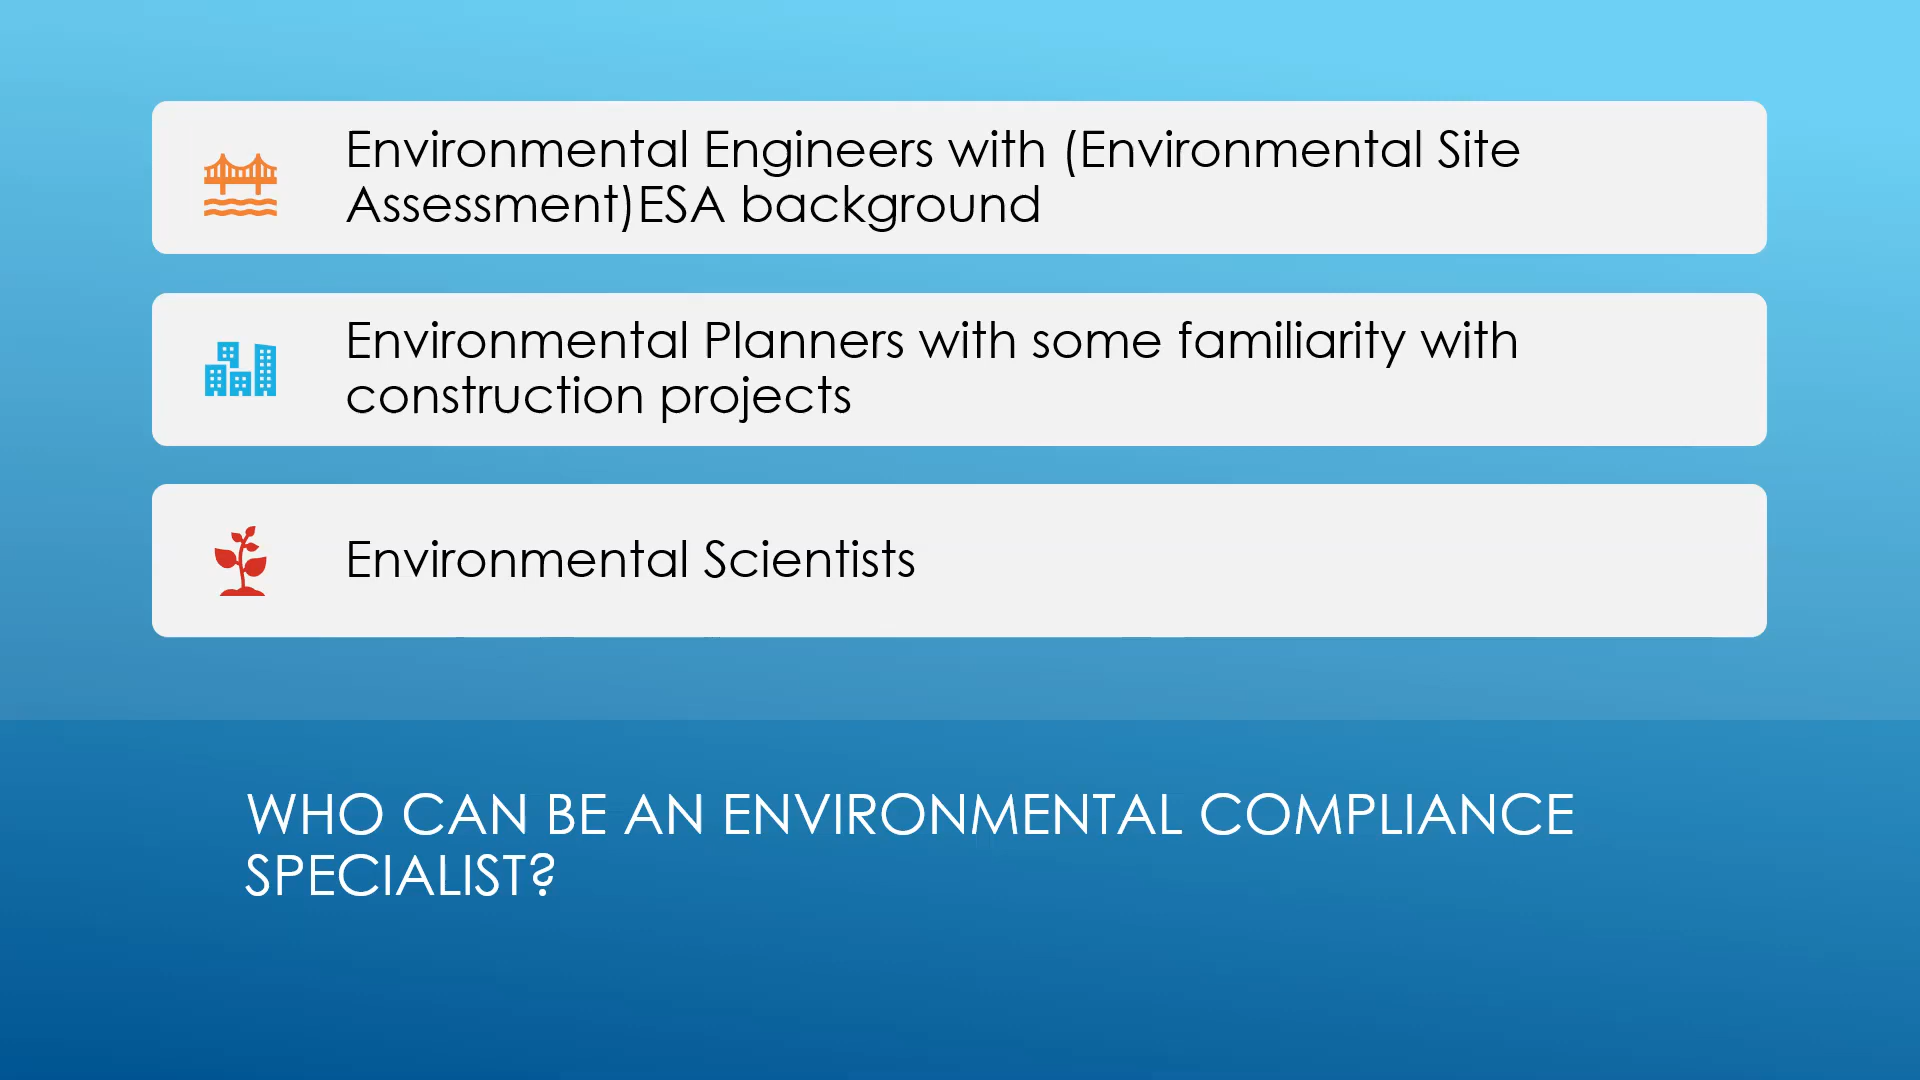 Environmental Engineers with (Environmental Site
Assessment)ESA background
Environmental Planners with some familiarity with
construction projects
Environmental Scientists
WHO CAN BE AN ENVIRONMENTAL COMPLIANCE
SPECIALIST?